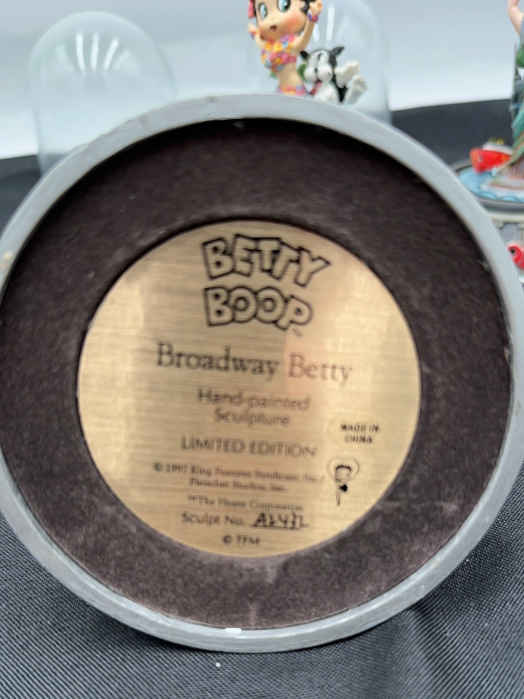 BETTY
BOOP
Broadway Betty
Hand-painted
Sculpture
LIMITED EDITION
MADE IN
CHINA
© 1997 King Features Syndicate, Inc./
Fleischer Studios, Inc.
™The Hearst Corporation
Sculpt No.
© TFM